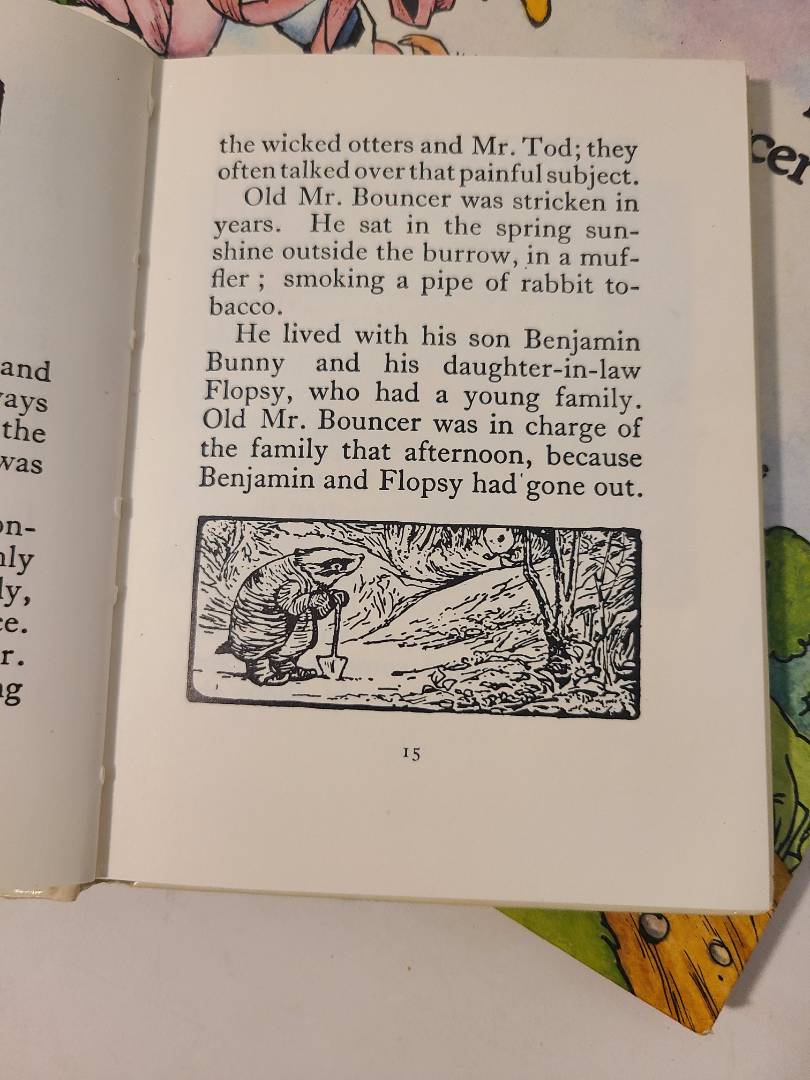 and
the
was
on-
ly,
the wicked otters and Mr. Tod; they
often talked over that painful subject.
Old Mr. Bouncer was stricken in
years. He sat in the spring sun-
shine outside the burrow, in a muf-
fler ; smoking a pipe of rabbit to-
bacco.
He lived with his son Benjamin
Bunny and his daughter-in-law
Flopsy, who had a young family.
Old Mr. Bouncer was in charge of
the family that afternoon, because
Benjamin and Flopsy had gone out.
15